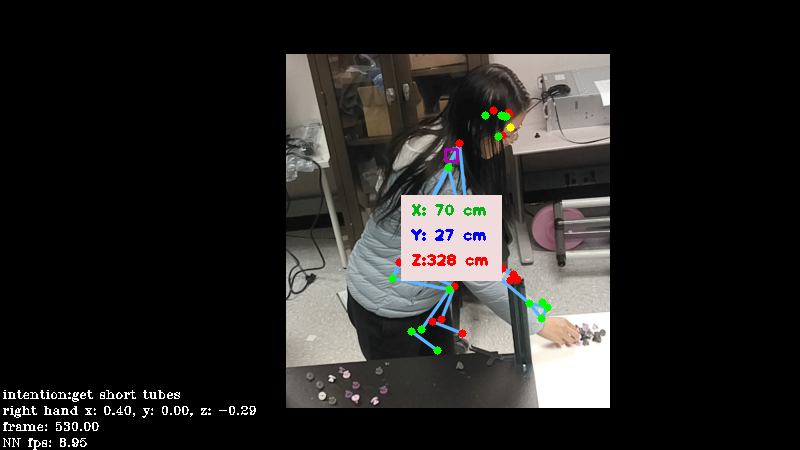 X: 70 cm
Y: 27 cm
Z:328 cm
intention:get short tubes
right hand x: 0.40, y: 0.00, z: -0.29
frame: 530.00
NN fps: 8.95